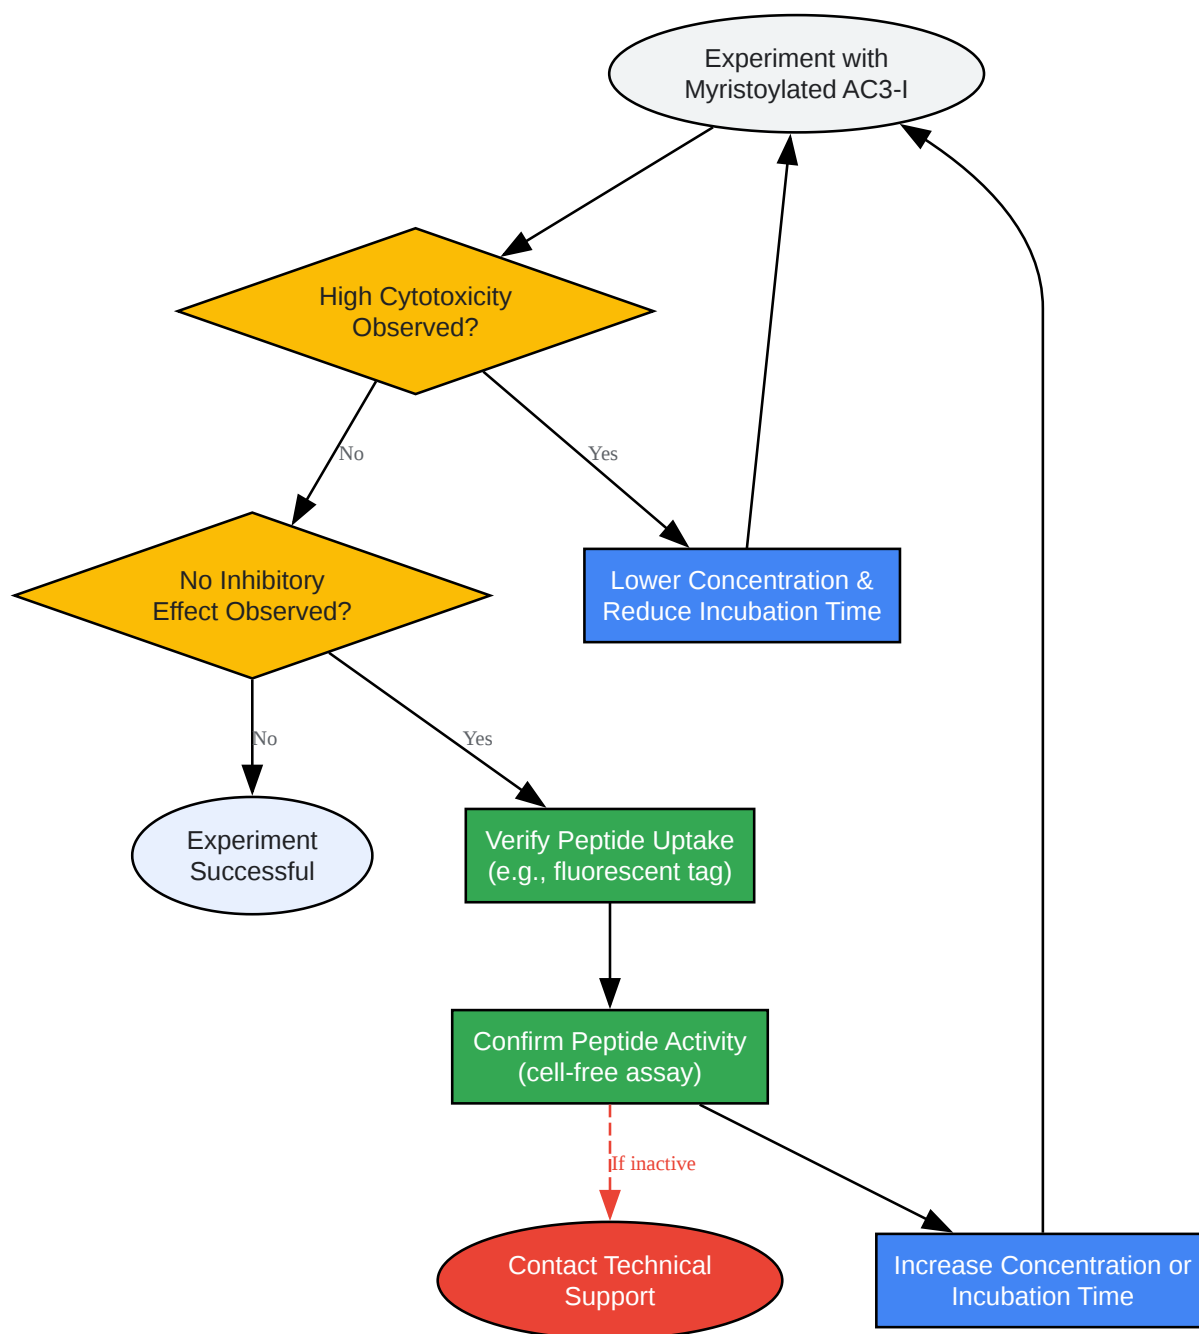 Experiment with
Myristoylated AC3-I
High Cytotoxicity
Observed?
No
Yes
No Inhibitory
Effect Observed?
Lower Concentration &
Reduce Incubation Time
No
Yes
Experiment
Successful
Verify Peptide Uptake
(e.g., fluorescent tag)
Confirm Peptide Activity
(cell-free assay)
If inactive
Contact Technical
Support
Increase Concentration or
Incubation Time